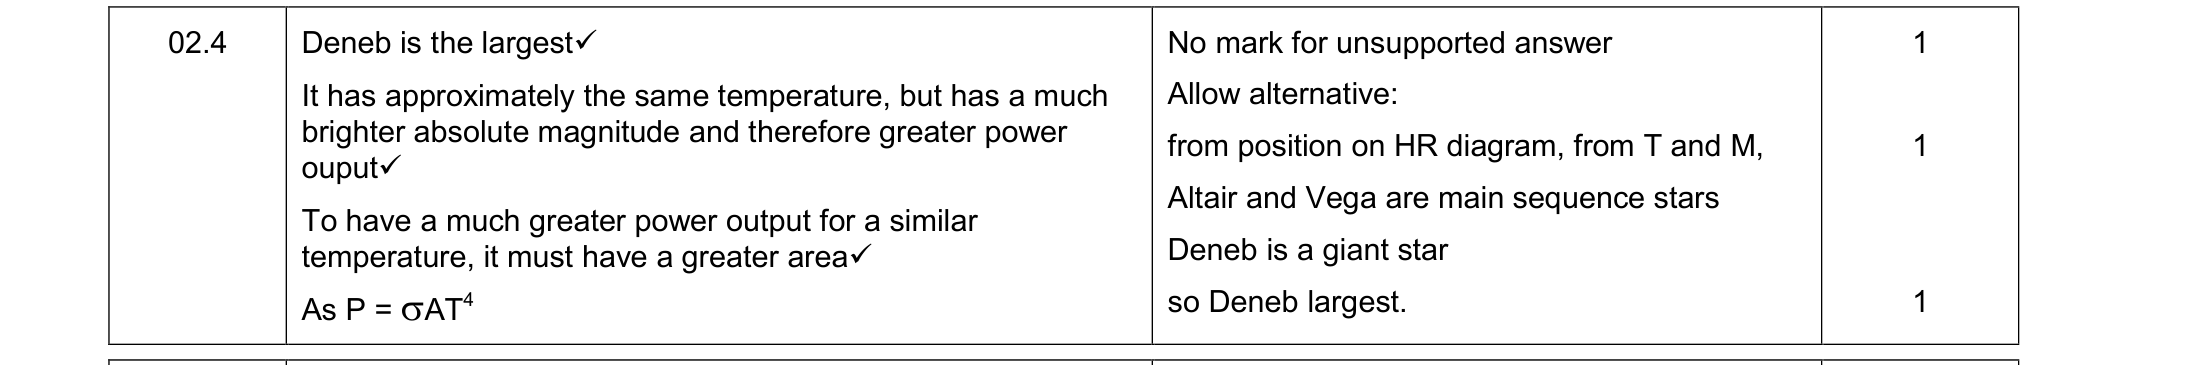 02.4
Deneb is the largest✓
It has approximately the same temperature, but has a much
brighter absolute magnitude and therefore greater power
ouput✓
To have a much greater power output for a similar
temperature, it must have a greater area✓
As P = σAT⁴
No mark for unsupported answer
Allow alternative:
from position on HR diagram, from T and M,
Altair and Vega are main sequence stars
Deneb is a giant star
so Deneb largest.
1
1
1